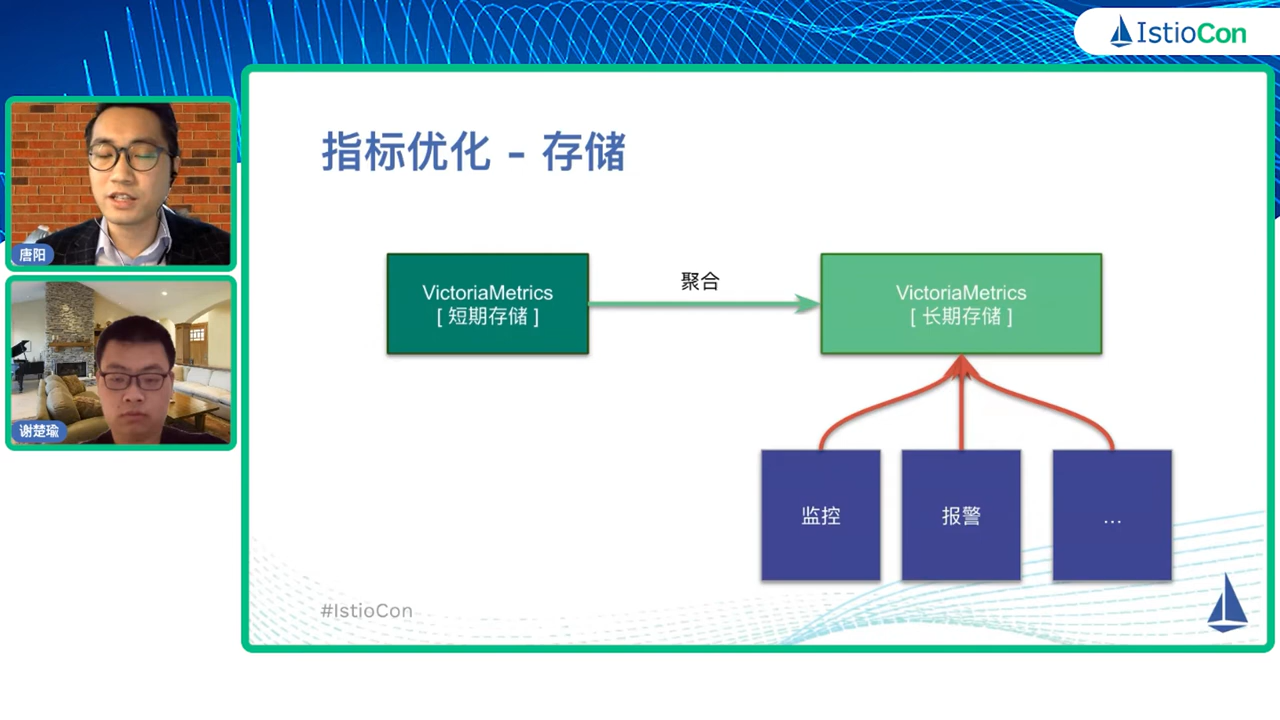 IstioCon
唐阳
谢楚瑜
指标优化 - 存储
VictoriaMetrics
[ 短期存储 ]
聚合
VictoriaMetrics
[ 长期存储 ]
监控
报警
...
#IstioCon